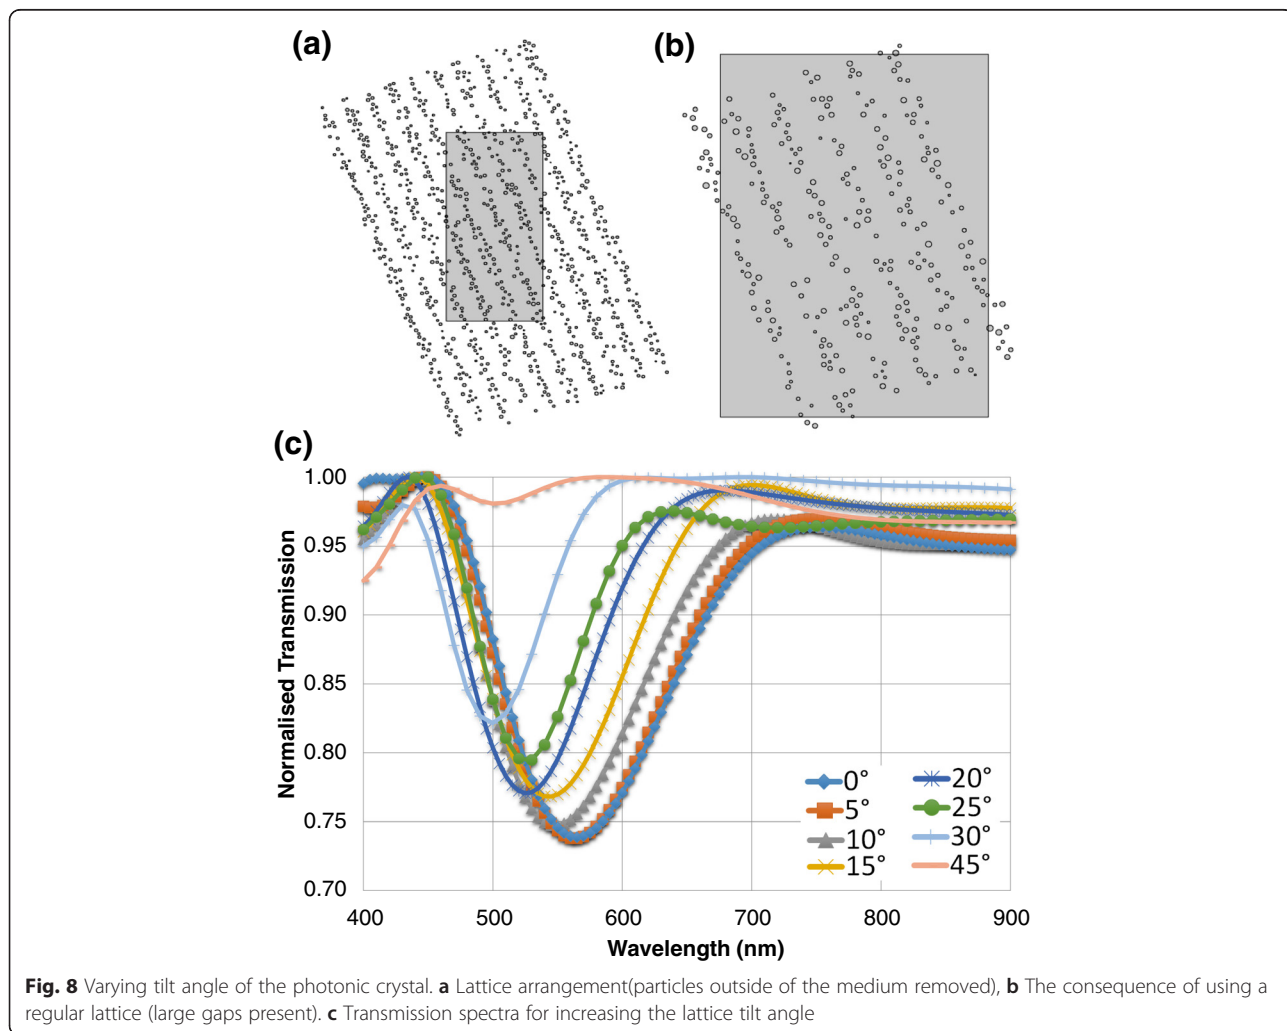 (a)
(b)
(c)
1.00
0.95
0.90
0.85
0.80
0.75
0.70
Normalised Transmission
400 500 600 700 800 900
Wavelength (nm)
0° 20°
5° 25°
10° 30°
15° 45°
Fig. 8 Varying tilt angle of the photonic crystal. a Lattice arrangement(particles outside of the medium removed), b The consequence of using a
regular lattice (large gaps present). c Transmission spectra for increasing the lattice tilt angle